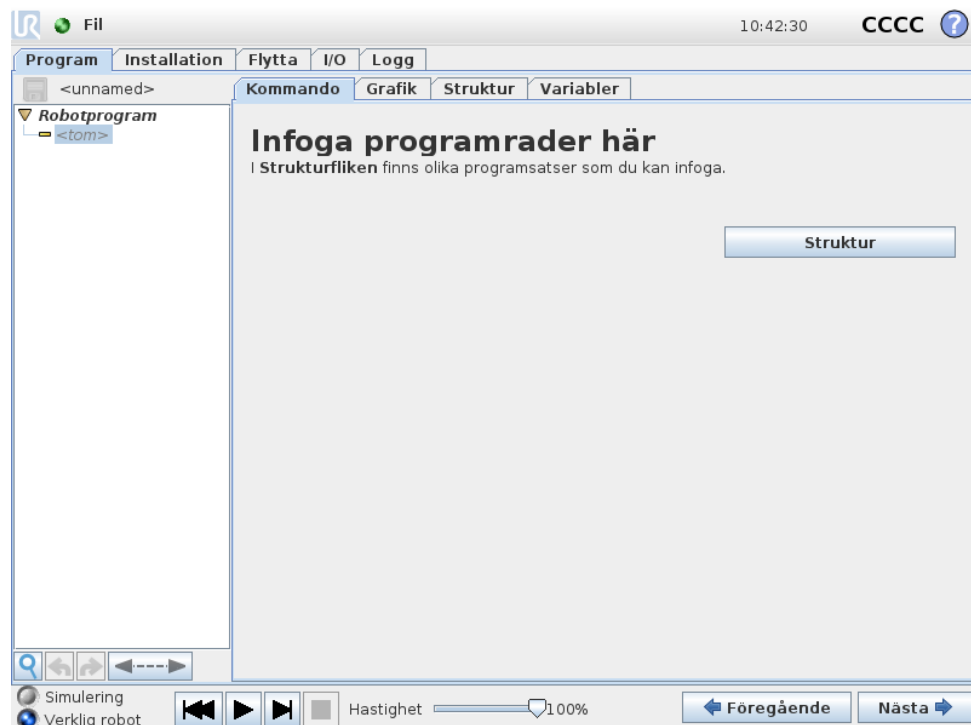 UR Fil 10:42:30 CCCC ?
Program Installation Flytta I/O Logg
<unnamed>
Kommando Grafik Struktur Variabler
Robotprogram
<tom>
Infoga programrader här
I Strukturfliken finns olika programsatser som du kan infoga.
Struktur
Simulering
Verklig robot
Hastighet 100%
Föregående Nästa